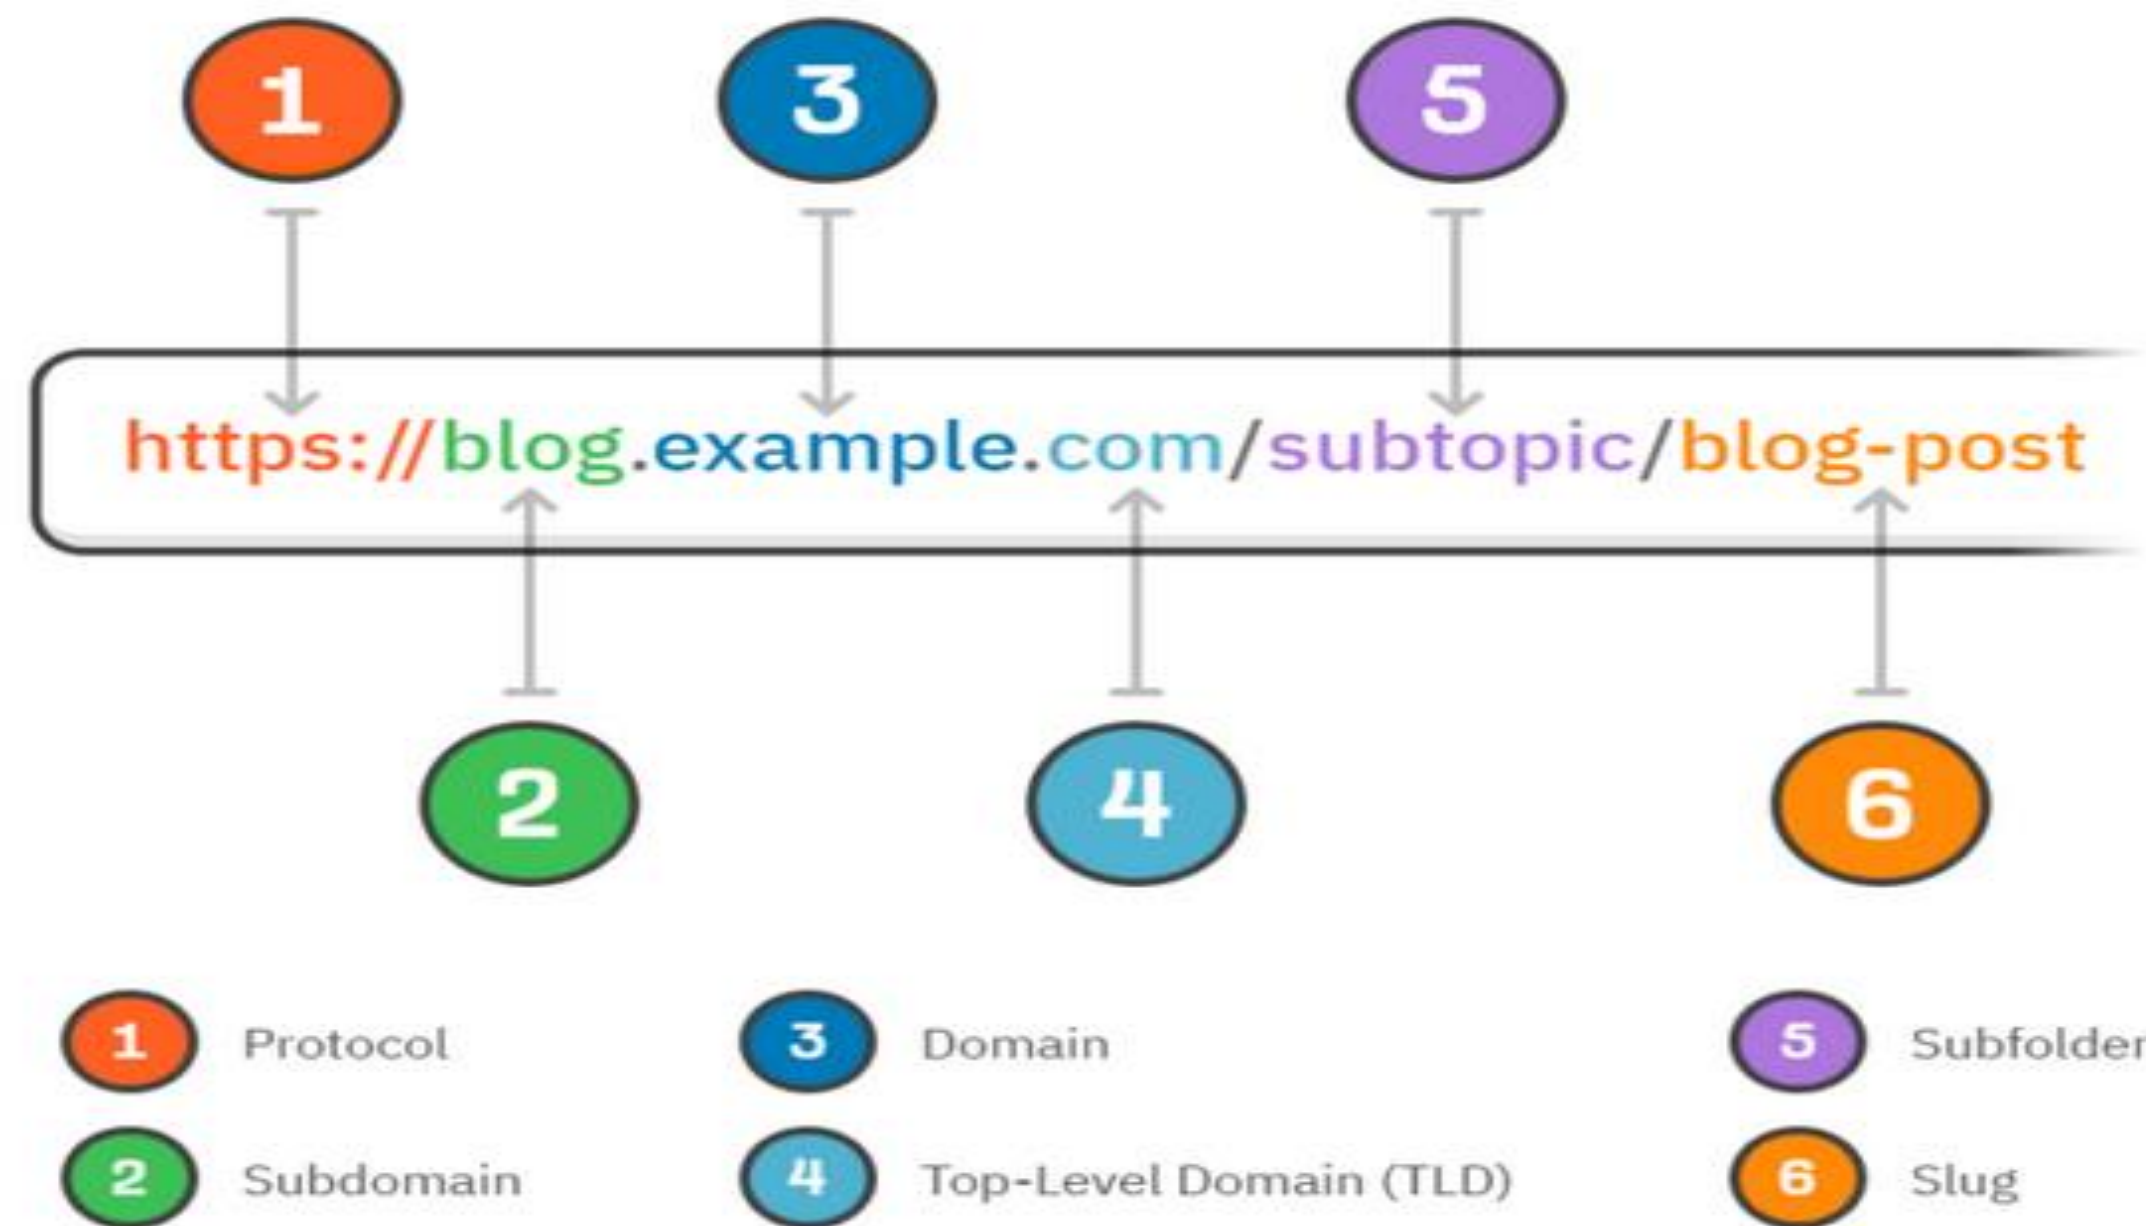 1 3 5
https://blog.example.com/subtopic/blog-post
2 4 6
1 Protocol 3 Domain 5 Subfolder
2 Subdomain 4 Top-Level Domain (TLD) 6 Slug